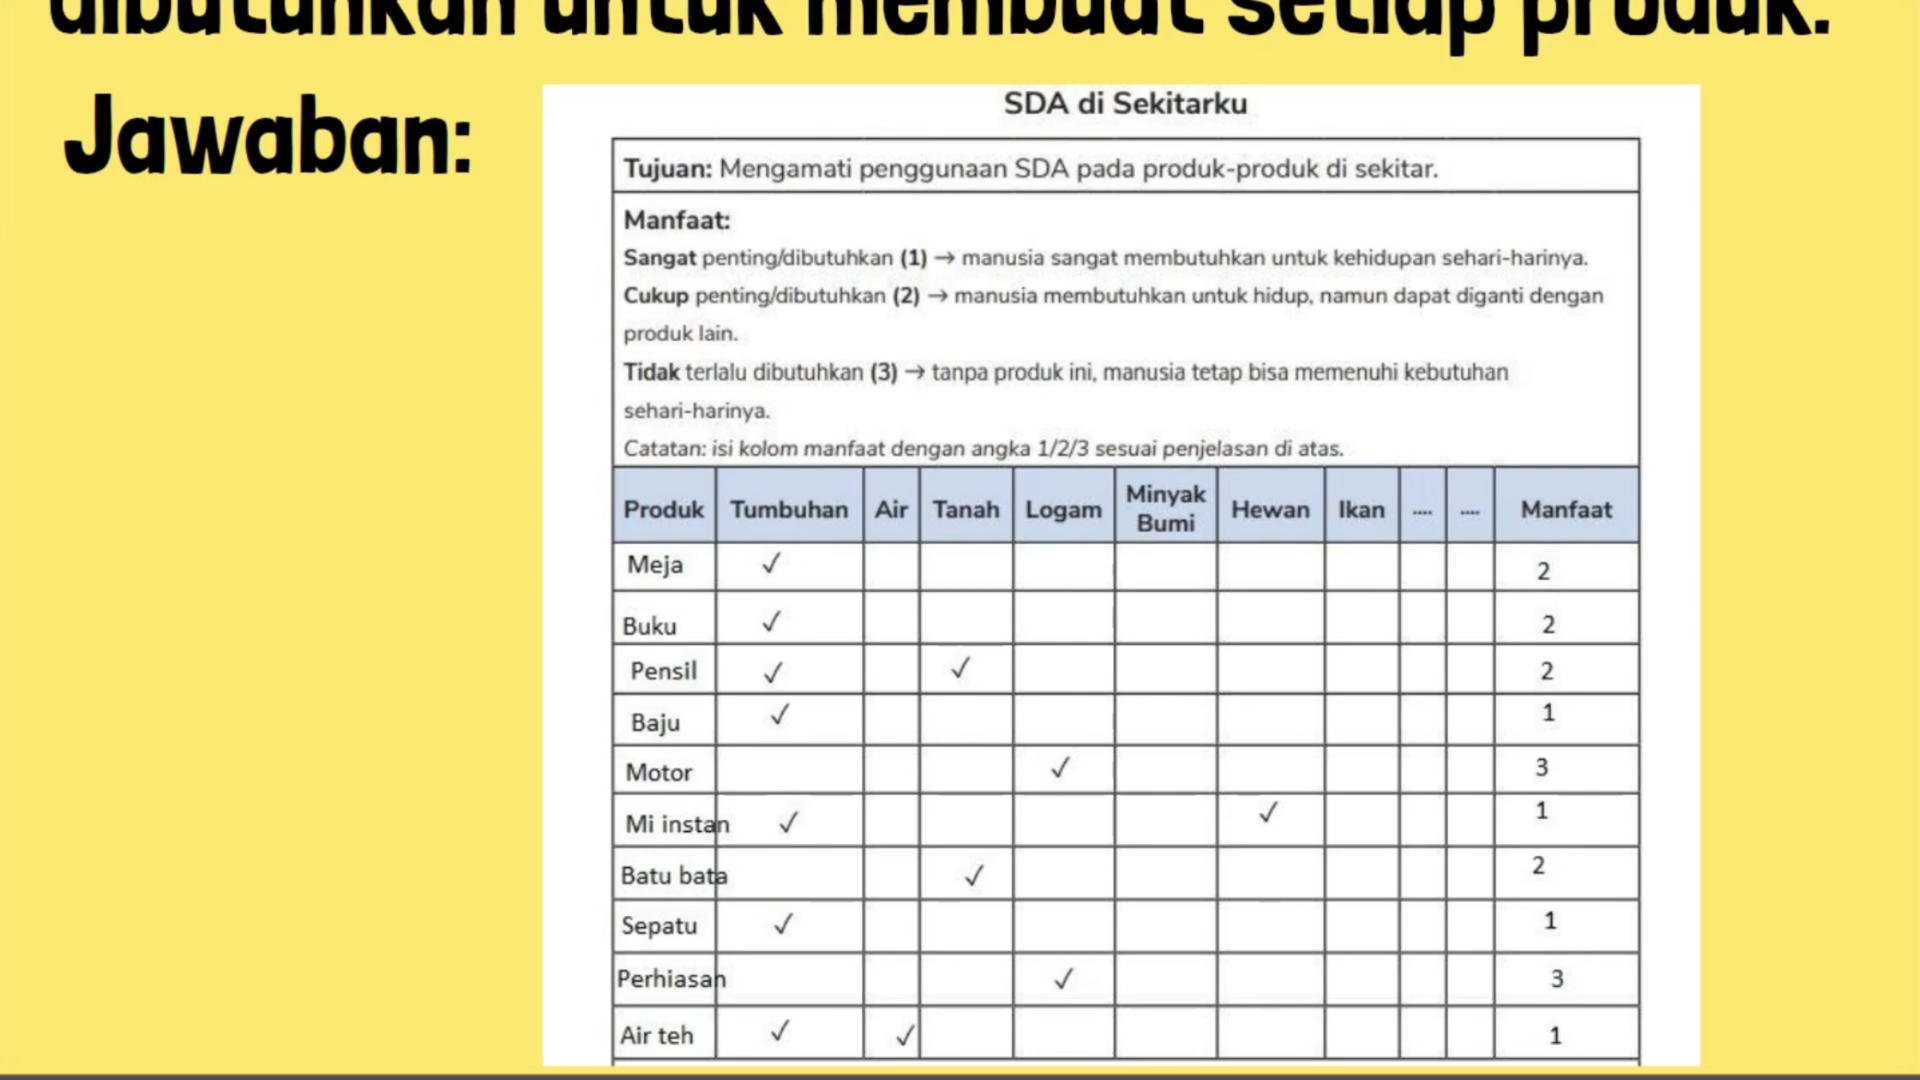 dibutuhkan untuk membuat setiap produk.
Jawaban:
SDA di Sekitarku
Tujuan: Mengamati penggunaan SDA pada produk-produk di sekitar.
Manfaat:
Sangat penting/dibutuhkan (1) → manusia sangat membutuhkan untuk kehidupan sehari-harinya.
Cukup penting/dibutuhkan (2) → manusia membutuhkan untuk hidup, namun dapat diganti dengan
produk lain.
Tidak terlalu dibutuhkan (3) → tanpa produk ini, manusia tetap bisa memenuhi kebutuhan
sehari-harinya.
Catatan: isi kolom manfaat dengan angka 1/2/3 sesuai penjelasan di atas.
Produk Tumbuhan Air Tanah Logam Minyak Bumi Hewan Ikan .... .... Manfaat
Meja ✓ 2
Buku ✓ 2
Pensil ✓ ✓ 2
Baju ✓ 1
Motor ✓ 3
Mi instan ✓ ✓ 1
Batu bata ✓ 2
Sepatu ✓ 1
Perhiasan ✓ 3
Air teh ✓ ✓ 1